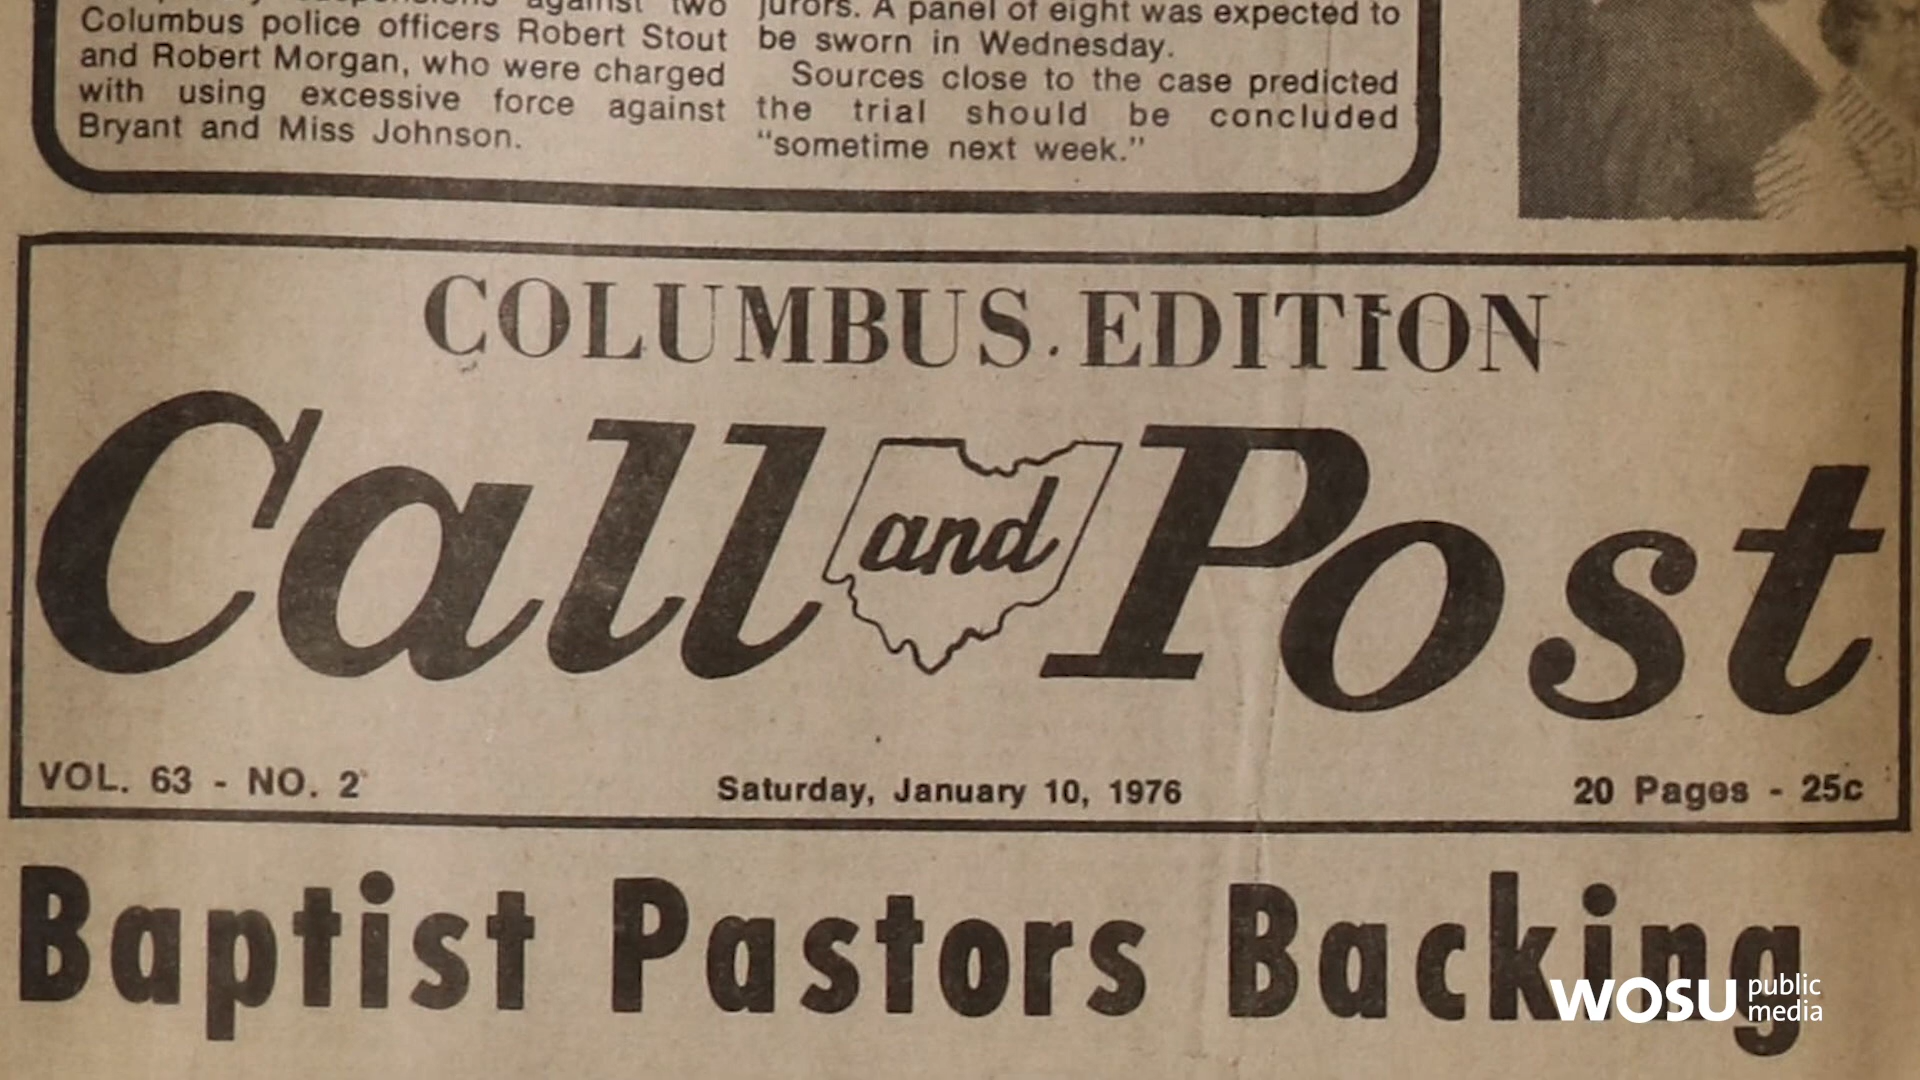 against two
Columbus police officers Robert Stout
and Robert Morgan, who were charged
with using excessive force against
Bryant and Miss Johnson.
jurors. A panel of eight was expected to
be sworn in Wednesday.
Sources close to the case predicted
the trial should be concluded
"sometime next week."
COLUMBUS EDITION
Call and Post
VOL. 63 - NO. 2
Saturday, January 10, 1976
20 Pages - 25c
Baptist Pastors Backing
WOSU public
media